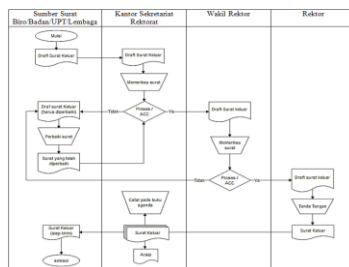 Sumber Surat
Biro/Badan/UPT/Lembaga
Kantor Sekretariat
Rektorat
Wakil Rektor
Rektor
Mulai
Draft Surat Keluar
Draft Surat Keluar
Memeriksa surat
Draf surat Keluar
(harus diperbaiki)
Tidak
Proses /
ACC
Ya
Draft Surat keluar
Perbaiki surat
Memeriksa
surat
Surat yang telah
diperbaiki
Tidak
Proses /
ACC
Ya
Draft surat keluar
Catat pada buku
agenda
Tanda Tangan
Surat Keluar
(siap kirim)
Surat Keluar
Surat Keluar
Arsip